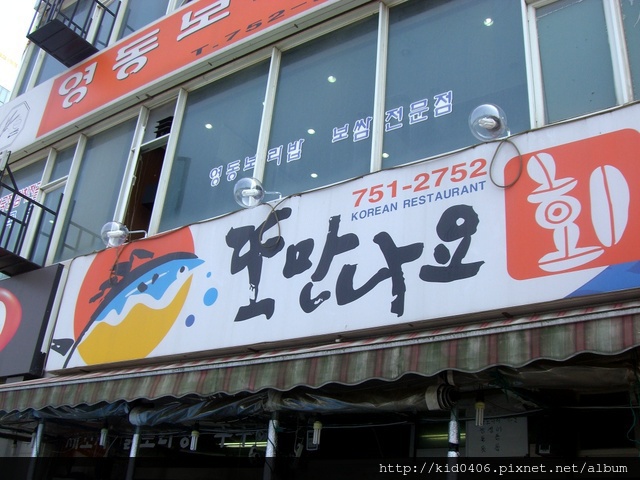 영동보
T.752-
영동보리밥 보쌈전문점
751-2752
KOREAN RESTAURANT
또만나요
회
http://kid0406.pixnet.net/album